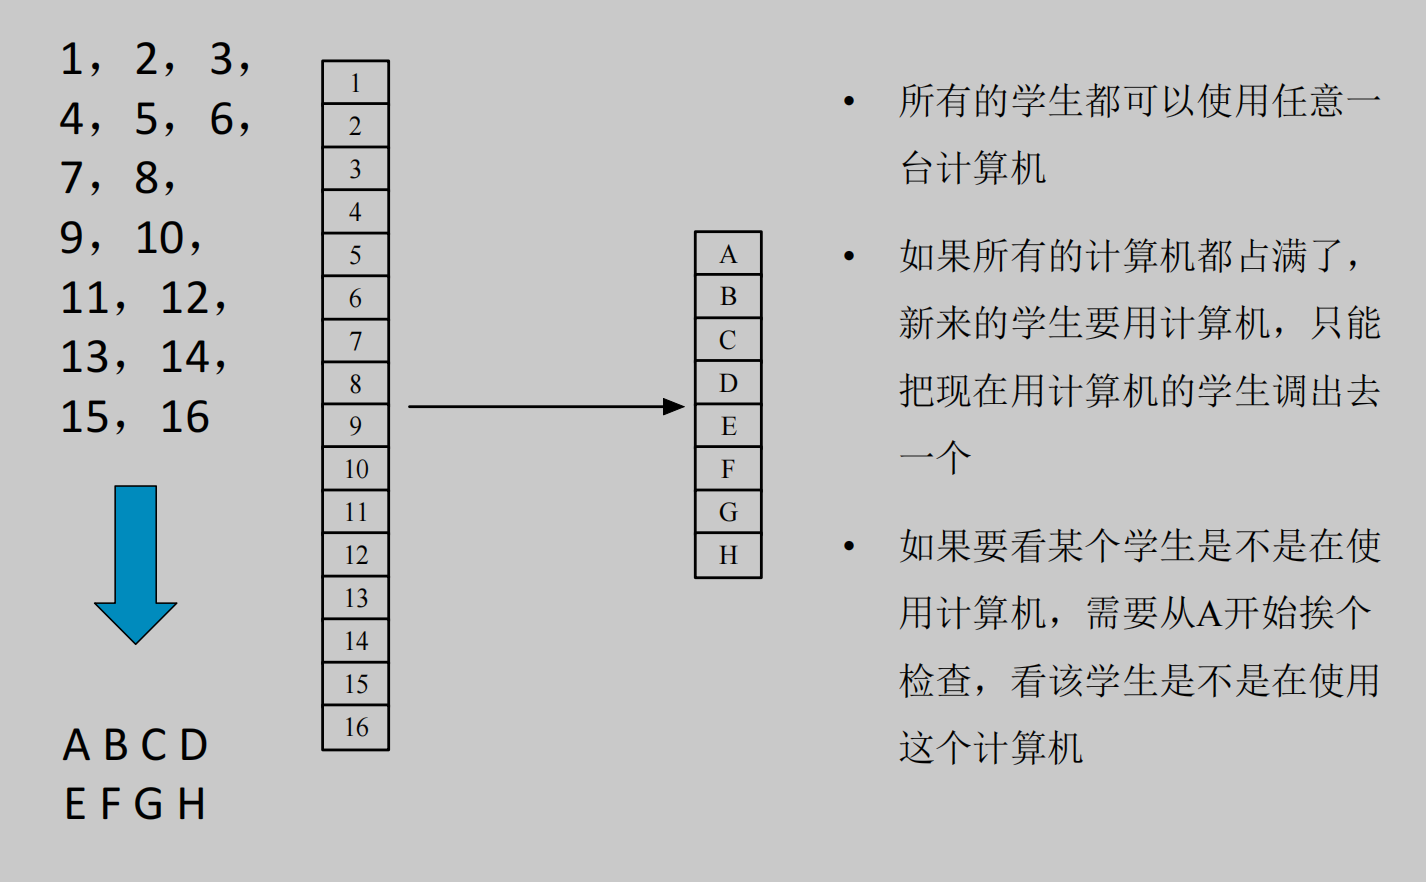 1，2，3，
4，5，6，
7，8，
9，10，
11，12，
13，14，
15，16
A B C D
E F G H
1
2
3
4
5
6
7
8
9
10
11
12
13
14
15
16
A
B
C
D
E
F
G
H
• 所有的学生都可以使用任意一
台计算机
• 如果所有的计算机都占满了，
新来的学生要用计算机，只能
把现在用计算机的学生调出去
一个
• 如果要看某个学生是不是在使
用计算机，需要从A开始挨个
检查，看该学生是不是在使用
这个计算机